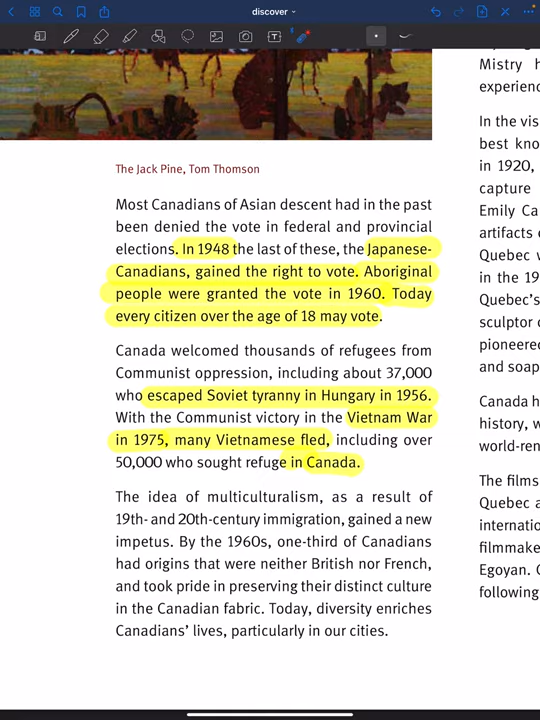 discover
The Jack Pine, Tom Thomson
Most Canadians of Asian descent had in the past
been denied the vote in federal and provincial
elections. In 1948 the last of these, the Japanese-
Canadians, gained the right to vote. Aboriginal
people were granted the vote in 1960. Today
every citizen over the age of 18 may vote.
Canada welcomed thousands of refugees from
Communist oppression, including about 37,000
who escaped Soviet tyranny in Hungary in 1956.
With the Communist victory in the Vietnam War
in 1975, many Vietnamese fled, including over
50,000 who sought refuge in Canada.
The idea of multiculturalism, as a result of
19th- and 20th-century immigration, gained a new
impetus. By the 1960s, one-third of Canadians
had origins that were neither British nor French,
and took pride in preserving their distinct culture
in the Canadian fabric. Today, diversity enriches
Canadians’ lives, particularly in our cities.
Mistry
In the
best
in 1920,
capture
Emily
artifacts
Quebec
in the
Quebec’s
sculptor
pioneered
and soap
Canada
history,
The films
Quebec
filmmake
Egoyan.
following